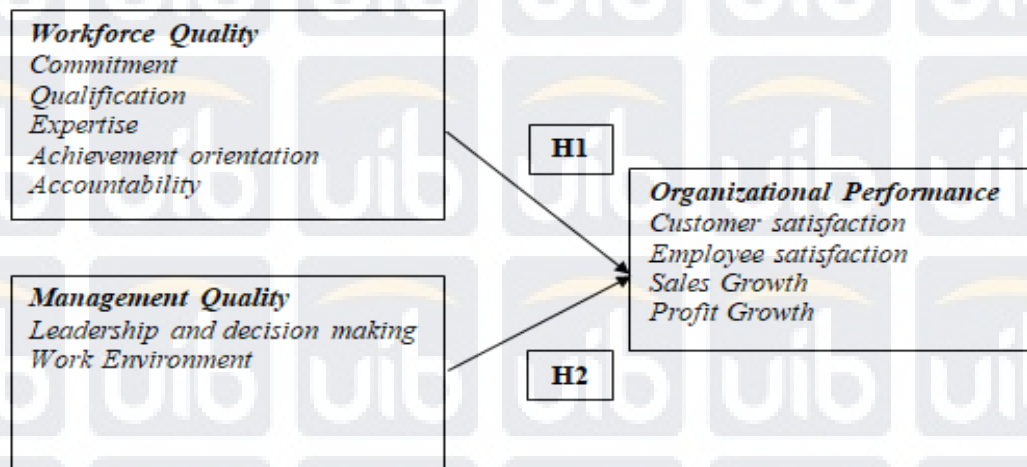 Workforce Quality
Commitment
Qualification
Expertise
Achievement orientation
Accountability
H1
Organizational Performance
Customer satisfaction
Employee satisfaction
Sales Growth
Profit Growth
Management Quality
Leadership and decision making
Work Environment
H2
uib